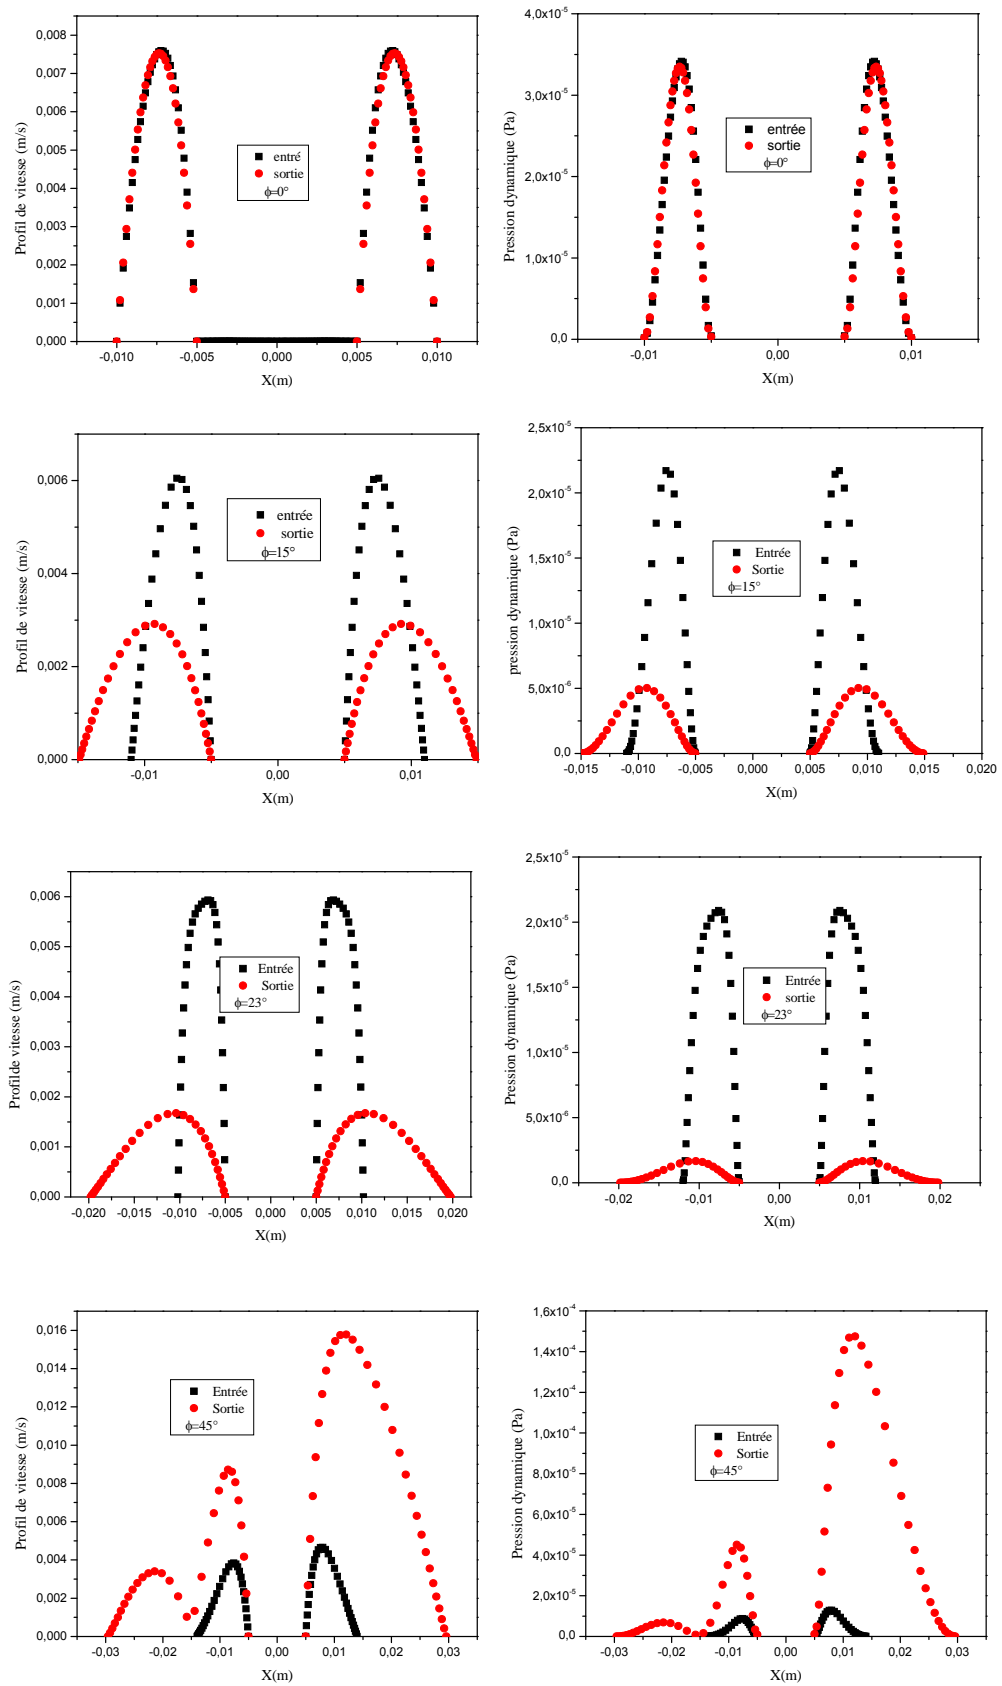 0,008
0,007
0,006
0,005
0,004
0,003
0,002
0,001
0,000
Profil de vitesse (m/s)
entré
sortie
ϕ=0°
-0,010 -0,005 0,000 0,005 0,010
X(m)
4,0x10⁻⁵
3,0x10⁻⁵
2,0x10⁻⁵
1,0x10⁻⁵
0,0
Pression dynamique (Pa)
entrée
sortie
ϕ=0°
-0,01 0,00 0,01
X(m)
0,006
0,004
0,002
0,000
Profil de vitesse (m/s)
entrée
sortie
ϕ=15°
-0,01 0,00 0,01
X(m)
2,5x10⁻⁵
2,0x10⁻⁵
1,5x10⁻⁵
1,0x10⁻⁵
5,0x10⁻⁶
0,0
pression dynamique (Pa)
Entrée
Sortie
ϕ=15°
-0,015 -0,010 -0,005 0,000 0,005 0,010 0,015 0,020
X(m)
0,006
0,005
0,004
0,003
0,002
0,001
0,000
Profilde vitesse (m/s)
Entrée
Sortie
ϕ=23°
-0,020 -0,015 -0,010 -0,005 0,000 0,005 0,010 0,015 0,020
X(m)
2,5x10⁻⁵
2,0x10⁻⁵
1,5x10⁻⁵
1,0x10⁻⁵
5,0x10⁻⁶
0,0
Pression dynamique (Pa)
Entrée
sortie
ϕ=23°
-0,02 -0,01 0,00 0,01 0,02
X(m)
0,016
0,014
0,012
0,010
0,008
0,006
0,004
0,002
0,000
Profil de vitesse (m/s)
Entrée
Sortie
ϕ=45°
-0,03 -0,02 -0,01 0,00 0,01 0,02 0,03
X(m)
1,6x10⁻⁴
1,4x10⁻⁴
1,2x10⁻⁴
1,0x10⁻⁴
8,0x10⁻⁵
6,0x10⁻⁵
4,0x10⁻⁵
2,0x10⁻⁵
0,0
Pression dynamique (Pa)
Entrée
Sortie
ϕ=45°
-0,03 -0,02 -0,01 0,00 0,01 0,02 0,03
X(m)